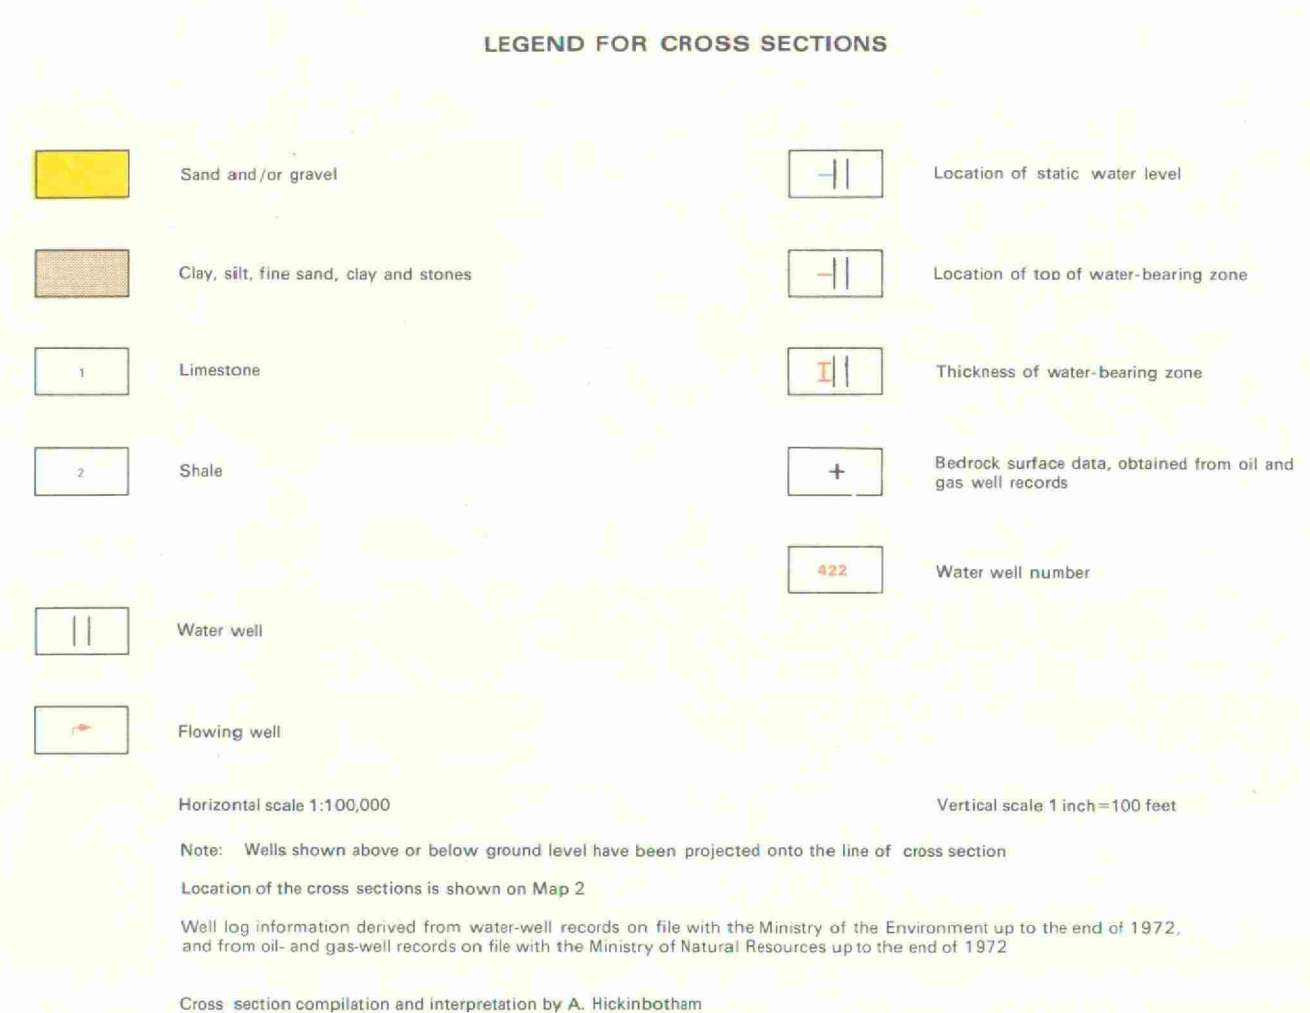 LEGEND FOR CROSS SECTIONS
Sand and/or gravel
Clay, silt, fine sand, clay and stones
1
Limestone
2
Shale
Water well
Flowing well
Location of static water level
Location of top of water-bearing zone
Thickness of water-bearing zone
Bedrock surface data, obtained from oil and
gas well records
422
Water well number
Horizontal scale 1:100,000
Vertical scale 1 inch=100 feet
Note: Wells shown above or below ground level have been projected onto the line of cross section
Location of the cross sections is shown on Map 2
Well log information derived from water-well records on file with the Ministry of the Environment up to the end of 1972,
and from oil- and gas-well records on file with the Ministry of Natural Resources up to the end of 1972
Cross section compilation and interpretation by A. Hickinbotham